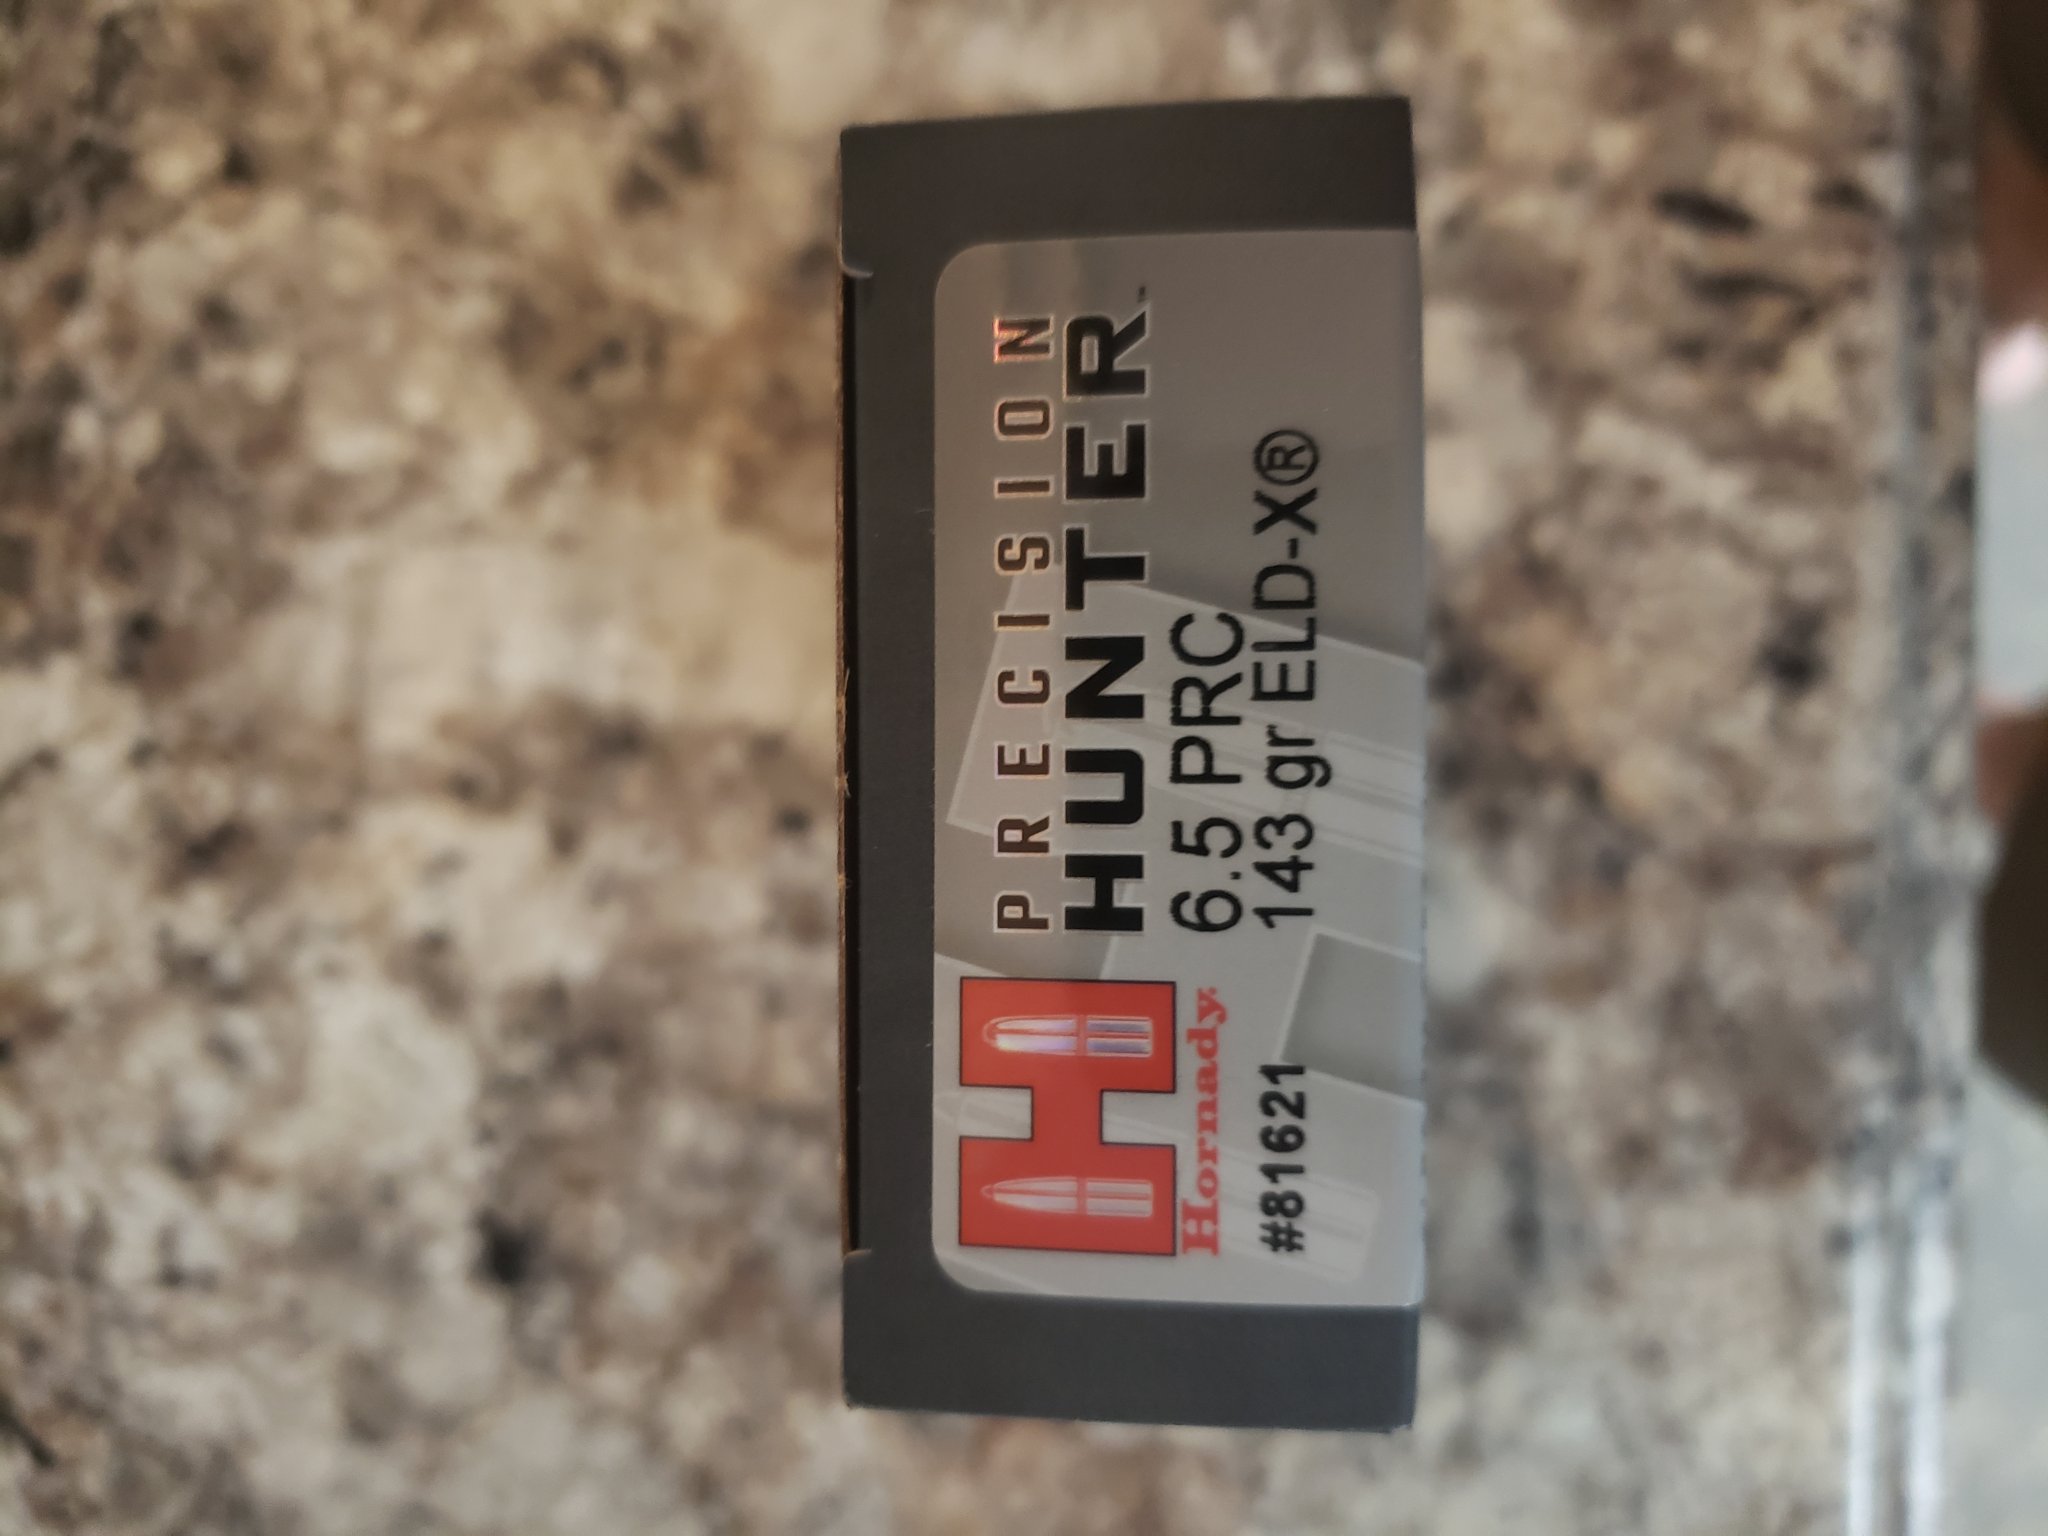 PRECISION
HUNTER™
6.5 PRC
143 gr ELD-X®
Hornady
#81621